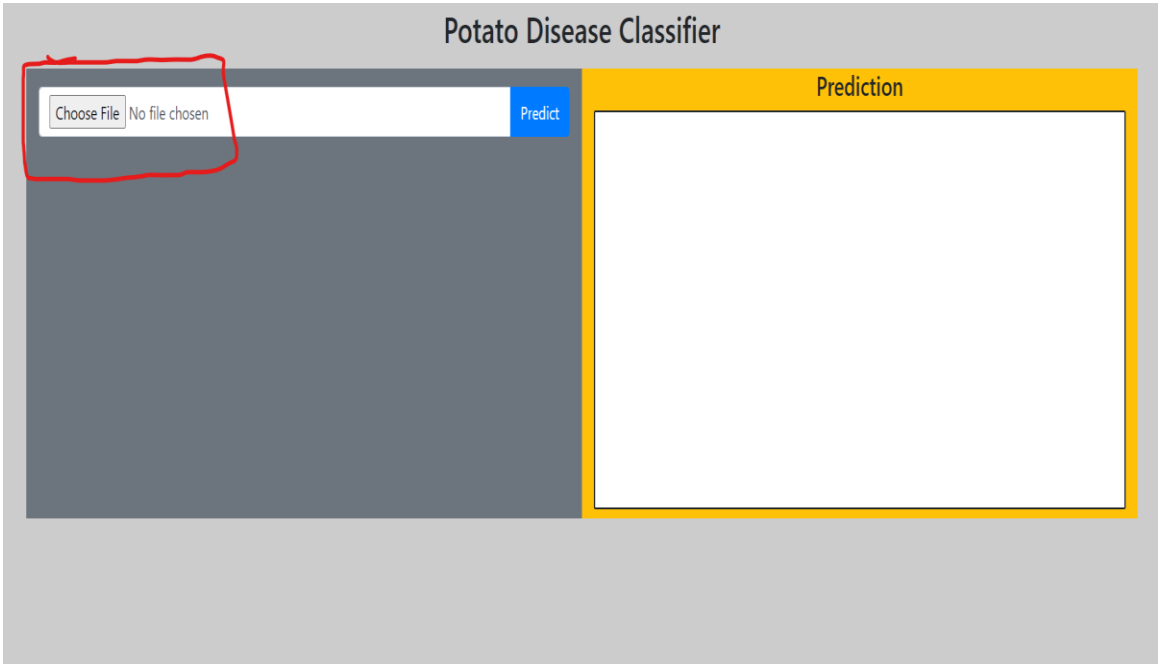 Potato Disease Classifier
Choose File No file chosen
Predict
Prediction